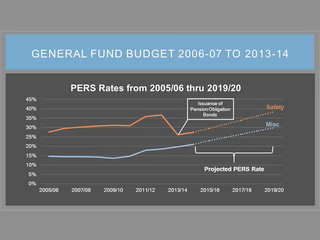 GENERAL FUND BUDGET 2006-07 TO 2013-14
PERS Rates from 2005/06 thru 2019/20
45%
40%
35%
30%
25%
20%
15%
10%
5%
0%
Issuance of
Pension Obligation
Bonds
Safety
Misc
Projected PERS Rate
2005/06 2007/08 2009/10 2011/12 2013/14 2015/16 2017/18 2019/20